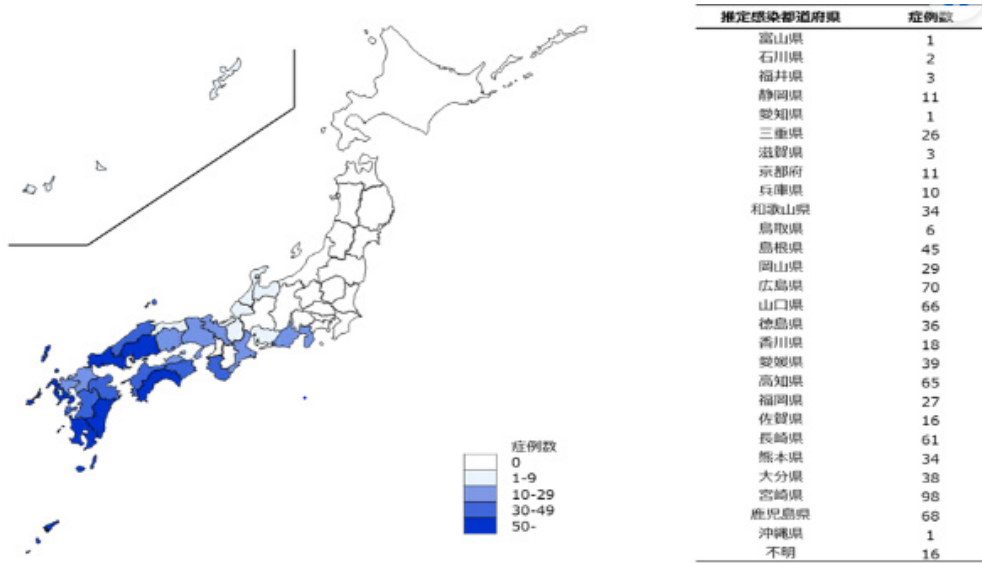 推定感染都道府県 症例数
富山県 1
石川県 2
福井県 3
静岡県 11
愛知県 1
三重県 26
滋賀県 3
京都府 11
兵庫県 10
和歌山県 34
鳥取県 6
島根県 45
岡山県 29
広島県 70
山口県 66
徳島県 36
香川県 18
愛媛県 39
高知県 65
福岡県 27
佐賀県 16
長崎県 61
熊本県 34
大分県 38
宮崎県 98
鹿児島県 68
沖縄県 1
不明 16
症例数
0
1-9
10-29
30-49
50-